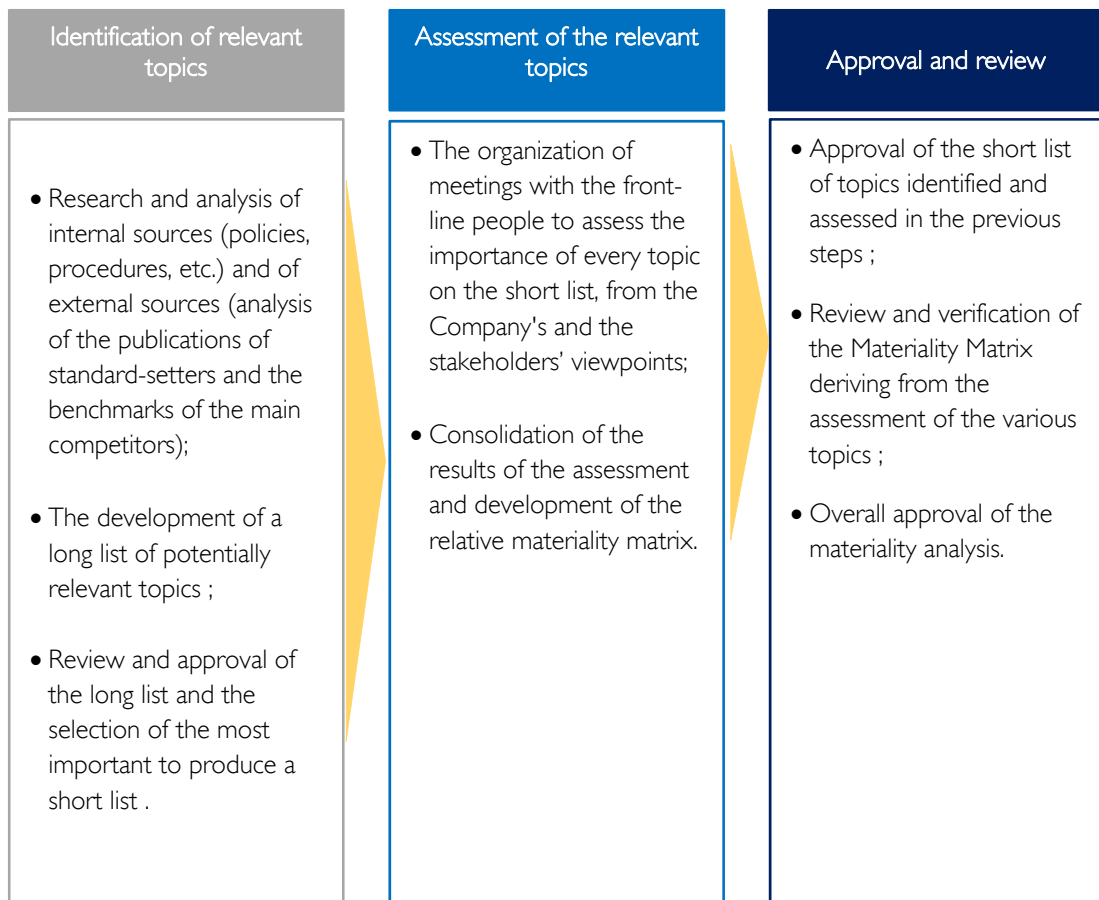 Identification of relevant
topics
• Research and analysis of
internal sources (policies,
procedures, etc.) and of
external sources (analysis
of the publications of
standard-setters and the
benchmarks of the main
competitors);
• The development of a
long list of potentially
relevant topics ;
• Review and approval of
the long list and the
selection of the most
important to produce a
short list .
Assessment of the relevant
topics
• The organization of
meetings with the front-
line people to assess the
importance of every topic
on the short list, from the
Company's and the
stakeholders’ viewpoints;
• Consolidation of the
results of the assessment
and development of the
relative materiality matrix.
Approval and review
• Approval of the short list
of topics identified and
assessed in the previous
steps ;
• Review and verification of
the Materiality Matrix
deriving from the
assessment of the various
topics ;
• Overall approval of the
materiality analysis.